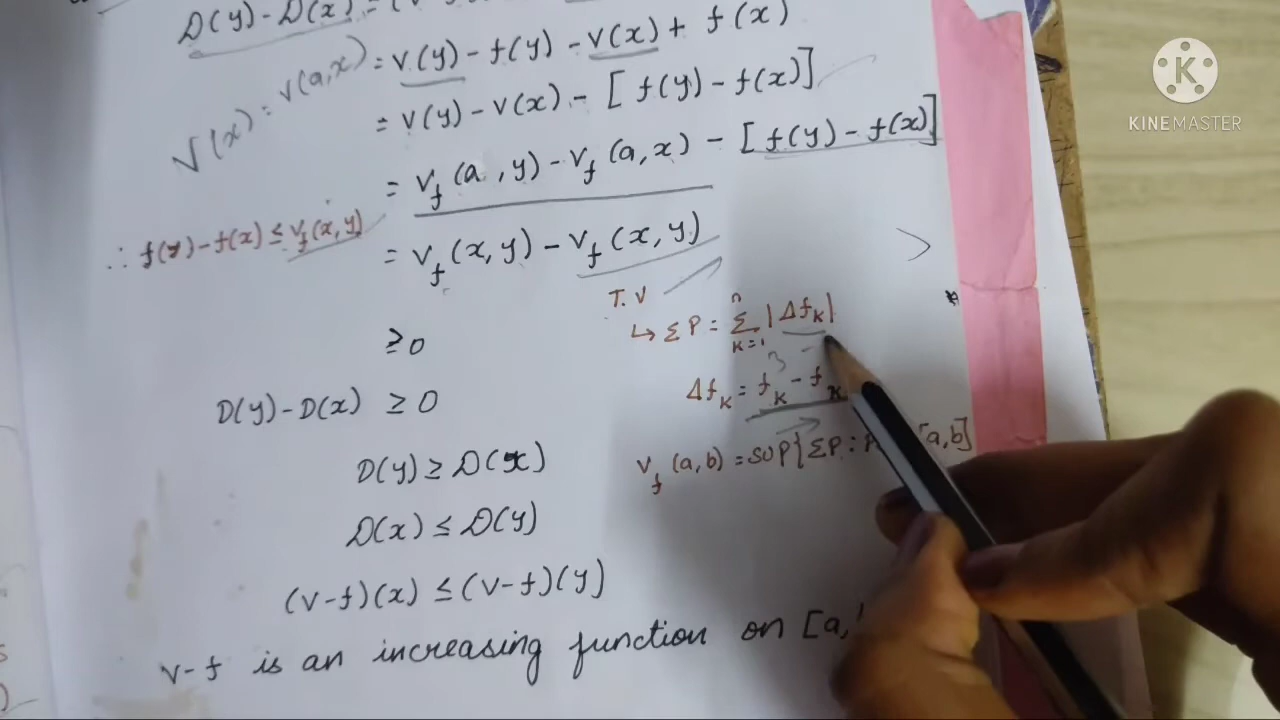 D(y) - D(x) =
V(x) = V(a,x)
= V(y) - f(y) - V(x) + f(x)
= V(y) - V(x) - [f(y) - f(x)]
= V_f (a, y) - V_f (a, x) - [f(y) - f(x)]
∴ f(y) - f(x) ≤ V_f (x, y)
= V_f (x, y) - V_f (x, y)
T.V
↳ ΣP = Σ_{k=1}^{n} |Δf_k|
≥ 0
Δf_k = f_k - f_k
D(y) - D(x) ≥ 0
V_f (a, b) = SUP{ΣP : P [a, b]
D(y) ≥ D(x)
D(x) ≤ D(y)
(V-f)(x) ≤ (V-f)(y)
V-f is an increasing function on [a,
KINEMASTER